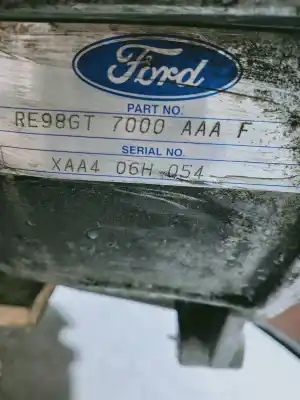 Ford
PART NO.
RE98GT 7000 AAA F
SERIAL NO.
XAA4 06H 054